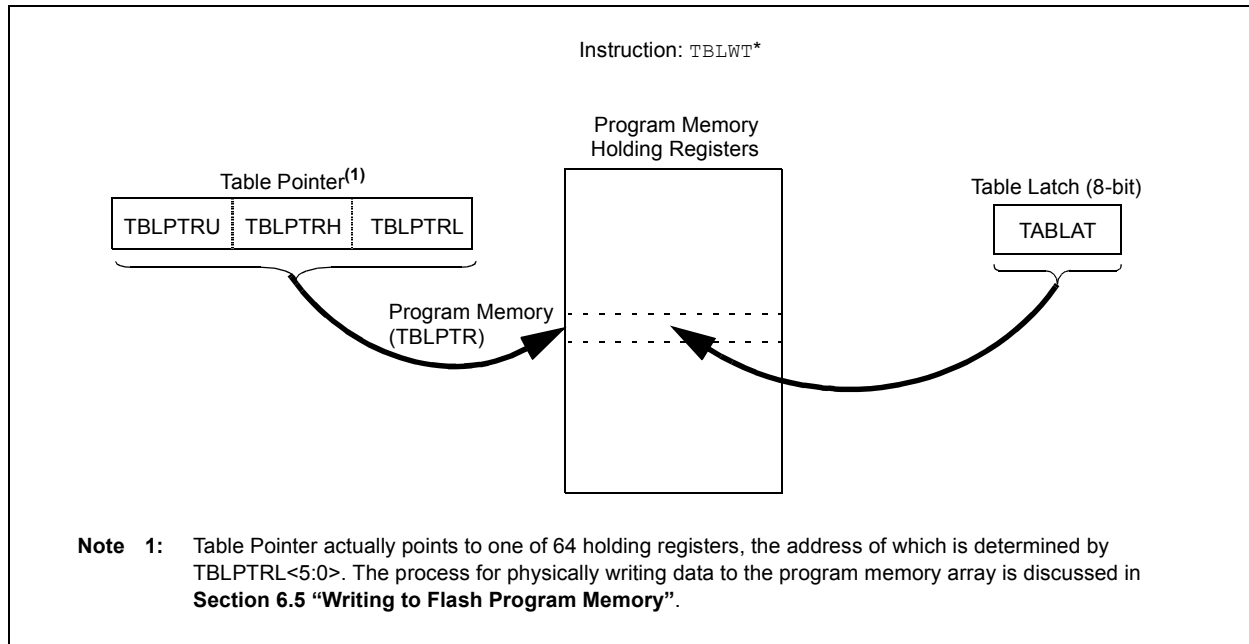 Instruction: TBLWT*
Program Memory
Holding Registers
Table Pointer(1)
Table Latch (8-bit)
TBLPTRU TBLPTRH TBLPTRL
TABLAT
Program Memory
(TBLPTR)
Note 1: Table Pointer actually points to one of 64 holding registers, the address of which is determined by
TBLPTRL<5:0>. The process for physically writing data to the program memory array is discussed in
Section 6.5 “Writing to Flash Program Memory”.